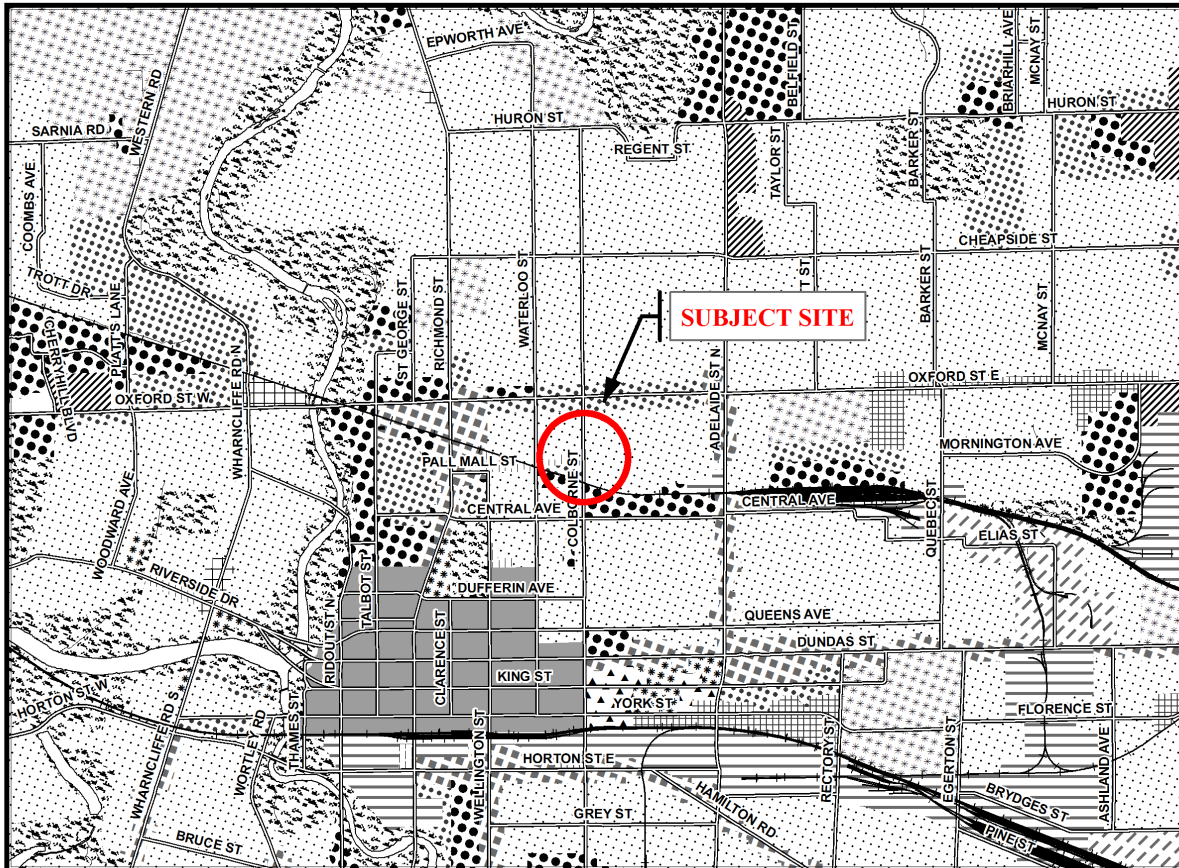 EPWORTH AVE
BELFIELD ST
BRIARHILL AVE
MCNAY ST
WESTERN RD
SARNIA RD
HURON ST
HURON ST
REGENT ST
TAYLOR ST
BARKER ST
COOMBS AVE
CHEAPSIDE ST
TROTT DR
PLATT'S LANE
ST GEORGE ST
RICHMOND ST
WATERLOO ST
T ST
BARKER ST
MCNAY ST
SUBJECT SITE
CHERRYHILL BLVD
WHARNCLIFFE RD N
ADELAIDE ST N
OXFORD ST E
OXFORD ST W
MORNINGTON AVE
PALL MALL ST
COLBORNE ST
CENTRAL AVE
CENTRAL AVE
QUEBEC ST
ELIAS ST
WOODWARD AVE
RIVERSIDE DR
TALBOT ST
DUFFERIN AVE
RIDOUT ST N
CLARENCE ST
QUEENS AVE
DUNDAS ST
KING ST
YORK ST
HORTON ST W
WHARNCLIFFE RD S
WORTLEY RD
THAMES ST
WELLINGTON ST
FLORENCE ST
RECTORY ST
EGERTON ST
ASHLAND AVE
HORTON ST E
HAMILTON RD
BRYDGES ST
PINE ST
GREY ST
BRUCE ST